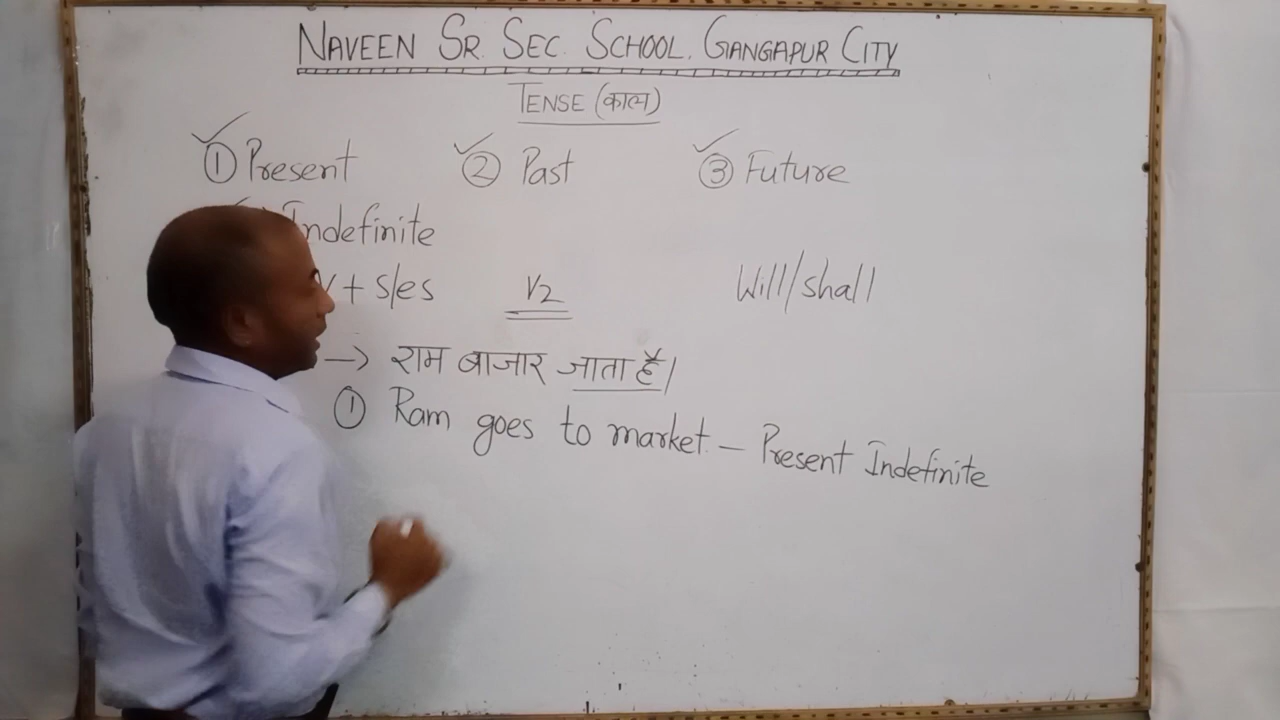 NAVEEN SR. SEC. SCHOOL, GANGAPUR CITY
TENSE (काल)
① Present ② Past ③ Future
Indefinite
V + s/es V2 Will/shall
→ राम बाजार जाता है।
① Ram goes to market. – Present Indefinite